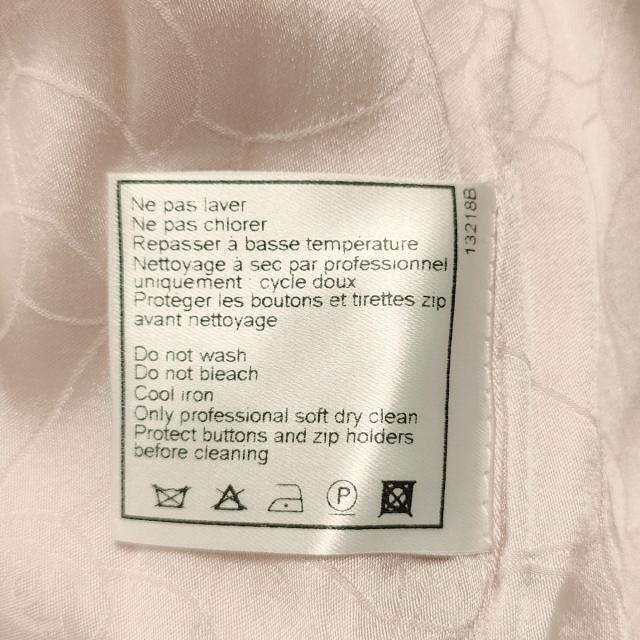 Ne pas laver
Ne pas chlorer
Repasser à basse température
Nettoyage à sec par professionnel
uniquement : cycle doux
Protéger les boutons et tirettes zip
avant nettoyage
Do not wash
Do not bleach
Cool iron
Only professional soft dry clean
Protect buttons and zip holders
before cleaning
P
13218B